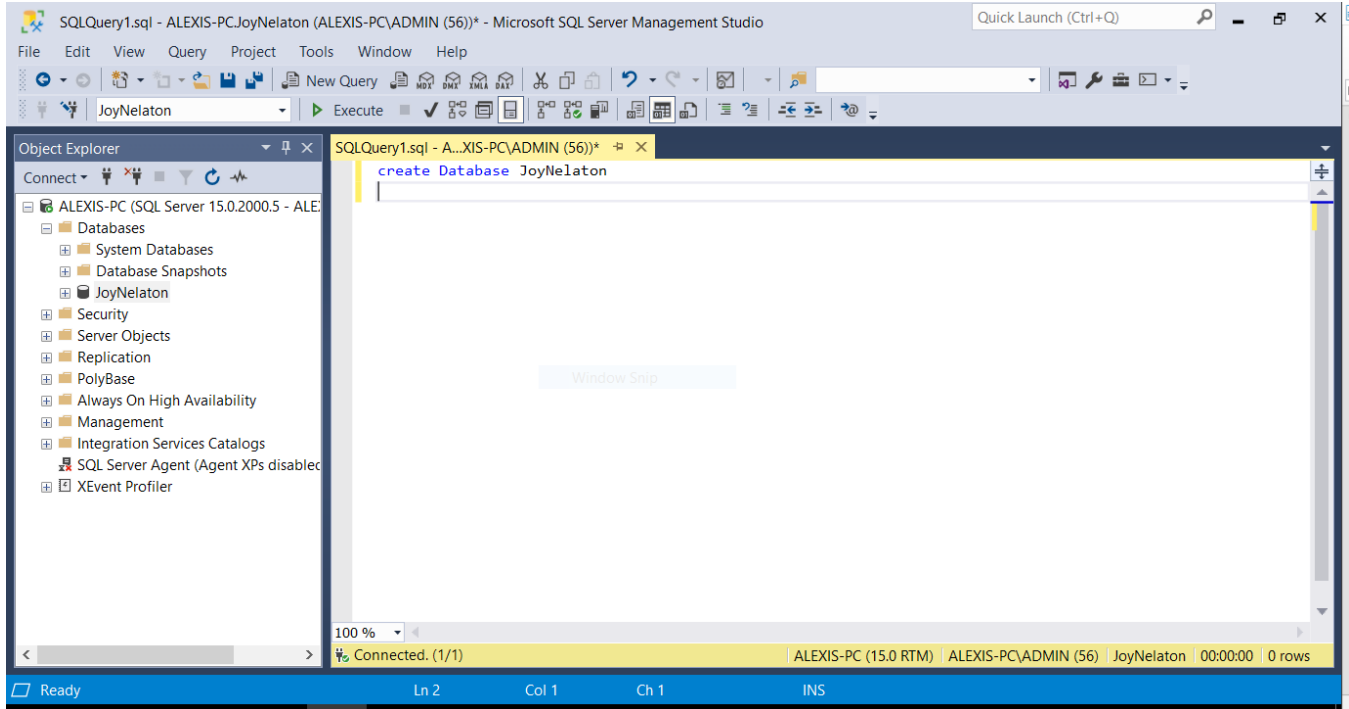 SQLQuery1.sql - ALEXIS-PC.JoyNelaton (ALEXIS-PC\ADMIN (56))* - Microsoft SQL Server Management Studio
Quick Launch (Ctrl+Q)
File Edit View Query Project Tools Window Help
New Query MDX DMX XMLA DAX
JoyNelaton Execute
Object Explorer
SQLQuery1.sql - A...XIS-PC\ADMIN (56))*
Connect
create Database JoyNelaton
ALEXIS-PC (SQL Server 15.0.2000.5 - ALE
Databases
System Databases
Database Snapshots
JoyNelaton
Security
Server Objects
Replication
PolyBase
Window Snip
Always On High Availability
Management
Integration Services Catalogs
SQL Server Agent (Agent XPs disabled
XEvent Profiler
100 %
Connected. (1/1)
ALEXIS-PC (15.0 RTM) ALEXIS-PC\ADMIN (56) JoyNelaton 00:00:00 0 rows
Ready Ln 2 Col 1 Ch 1 INS